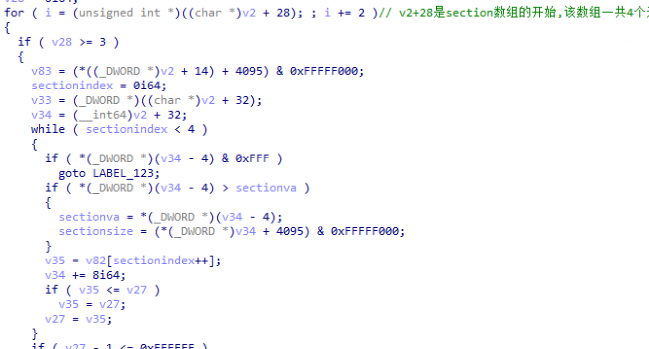 for ( i = (unsigned int *)((char *)v2 + 28); ; i += 2 )// v2+28是section数组的开始,该数组一共4个
{
if ( v28 >= 3 )
{
v83 = (*((_DWORD *)v2 + 14) + 4095) & 0xFFFFF000;
sectionindex = 0i64;
v33 = (_DWORD *)((char *)v2 + 32);
v34 = (__int64)v2 + 32;
while ( sectionindex < 4 )
{
if ( *(_DWORD *)(v34 - 4) & 0xFFF )
goto LABEL_123;
if ( *(_DWORD *)(v34 - 4) > sectionva )
{
sectionva = *(_DWORD *)(v34 - 4);
sectionsize = (*(_DWORD *)v34 + 4095) & 0xFFFFF000;
}
v35 = v82[sectionindex++];
v34 += 8i64;
if ( v35 <= v27 )
v35 = v27;
v27 = v35;
}
if ( v27 - 1 <= 0xFFFFFF )